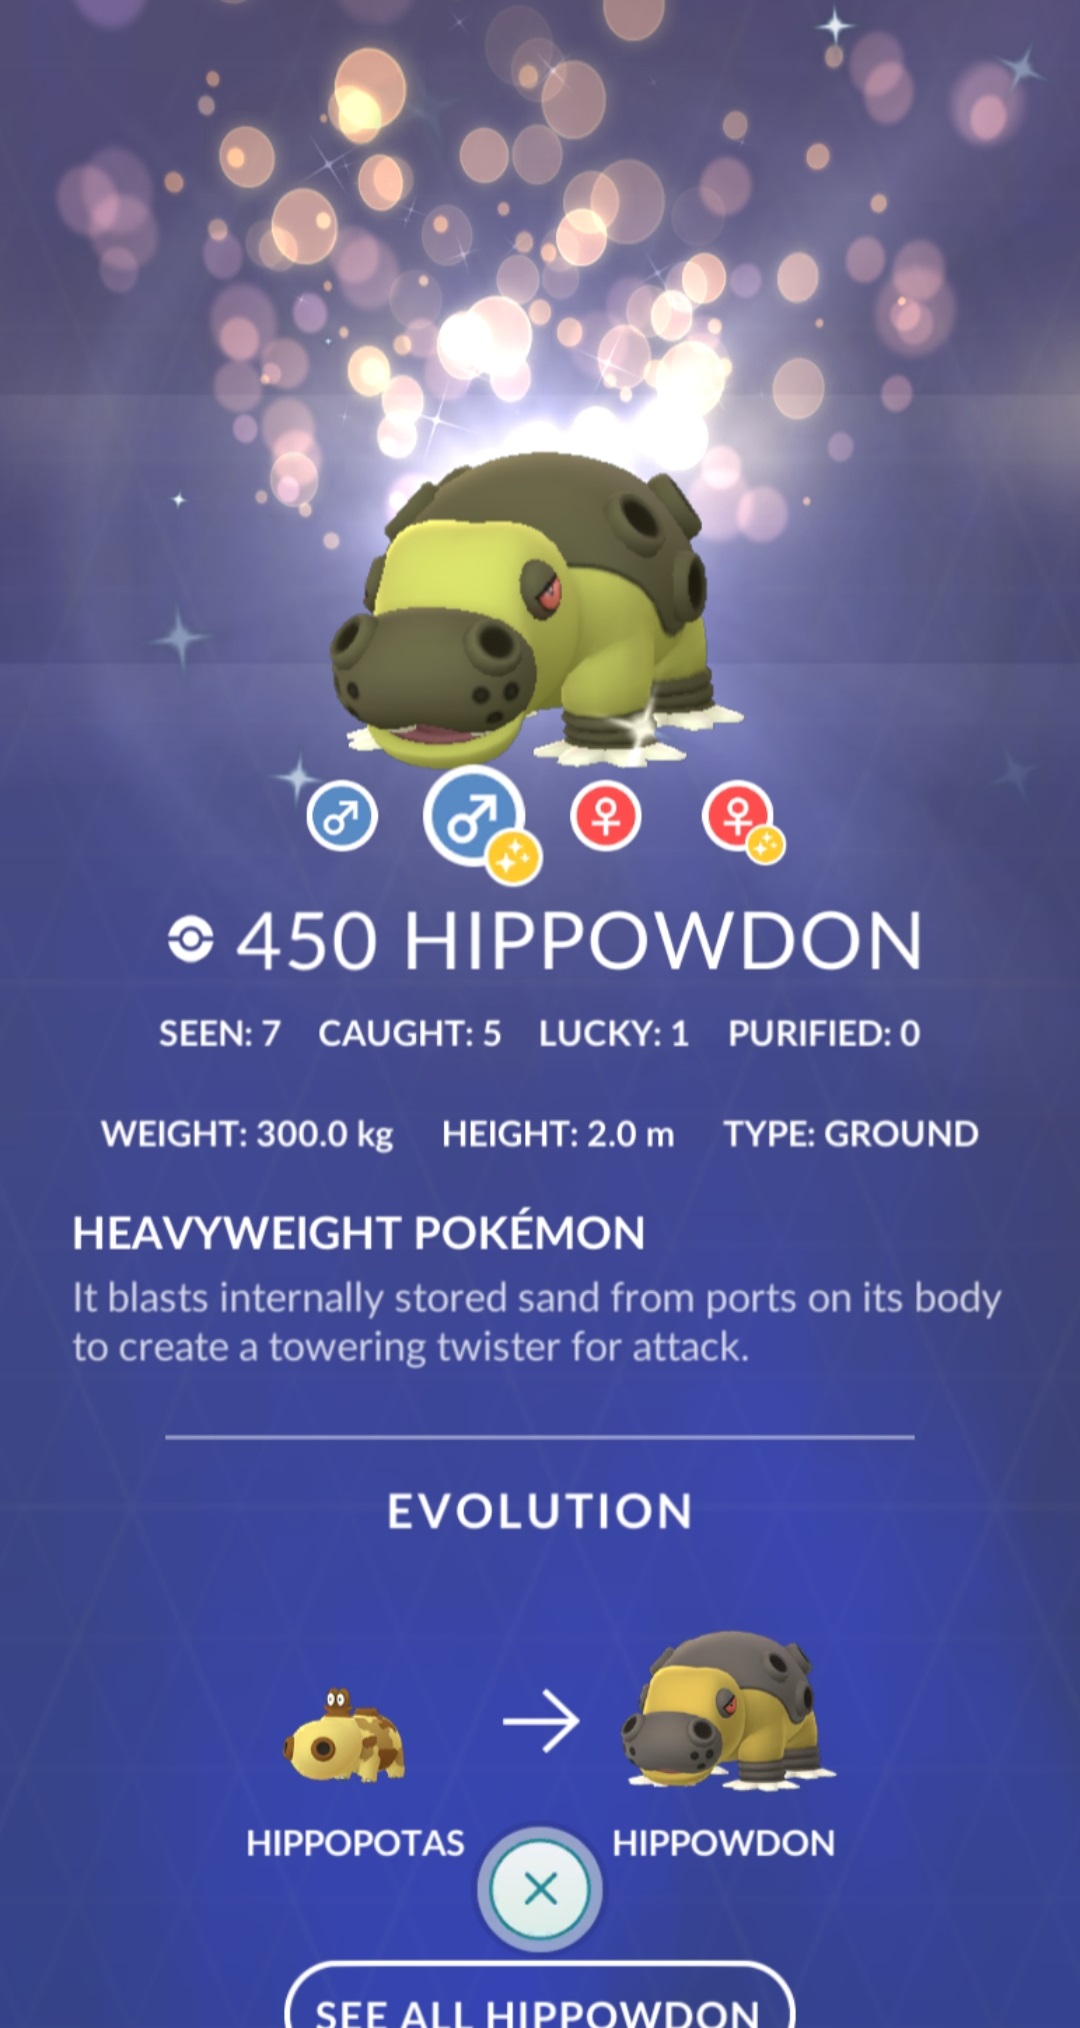 450 HIPPOWDON
SEEN: 7 CAUGHT: 5 LUCKY: 1 PURIFIED: 0
WEIGHT: 300.0 kg HEIGHT: 2.0 m TYPE: GROUND
HEAVYWEIGHT POKÉMON
It blasts internally stored sand from ports on its body
to create a towering twister for attack.
EVOLUTION
HIPPOPOTAS HIPPOWDON
SEE ALL HIPPOWDON